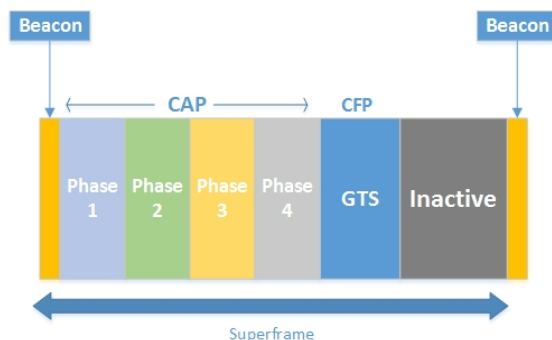 Beacon
Beacon
CAP
CFP
Phase
1
Phase
2
Phase
3
Phase
4
GTS
Inactive
Superframe